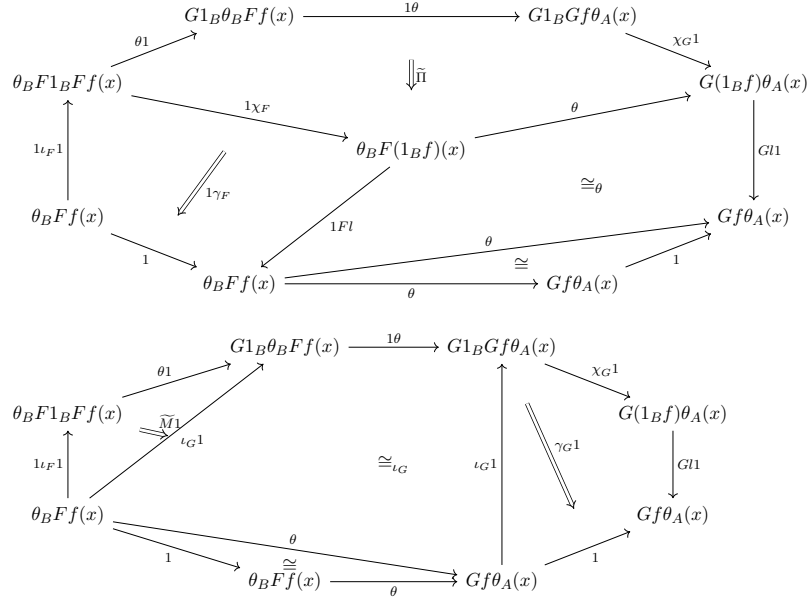 G1_Bθ_BFf(x) 1θ G1_BGfθ_A(x)
θ1 χ_G1
Π̃
θ_BF1_BFf(x) G(1_Bf)θ_A(x)
1χ_F θ
1ι_F1 θ_BF(1_Bf)(x) Gl1
1γ_F ≅_θ
θ_BFf(x) Gfθ_A(x)
1Fl θ
1 ≅ 1
θ_BFf(x) θ Gfθ_A(x)
G1_Bθ_BFf(x) 1θ G1_BGfθ_A(x)
θ1 χ_G1
θ_BF1_BFf(x) M̃1 G(1_Bf)θ_A(x)
ι_G1 γ_G1
1ι_F1 ≅_{ι_G} ι_G1 Gl1
θ_BFf(x) Gfθ_A(x)
θ
1 ≅ 1
θ_BFf(x) θ Gfθ_A(x)